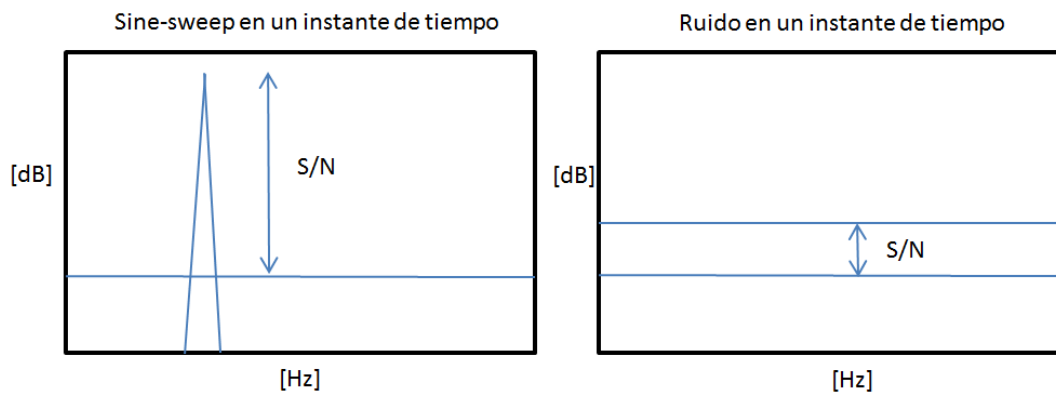 Sine-sweep en un instante de tiempo
[dB]
S/N
[Hz]
Ruido en un instante de tiempo
[dB]
S/N
[Hz]